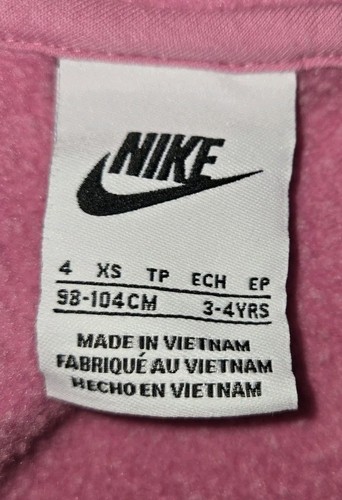 NIKE
4 XS TP ECH EP
98-104CM 3-4YRS
MADE IN VIETNAM
FABRIQUÉ AU VIETNAM
HECHO EN VIETNAM